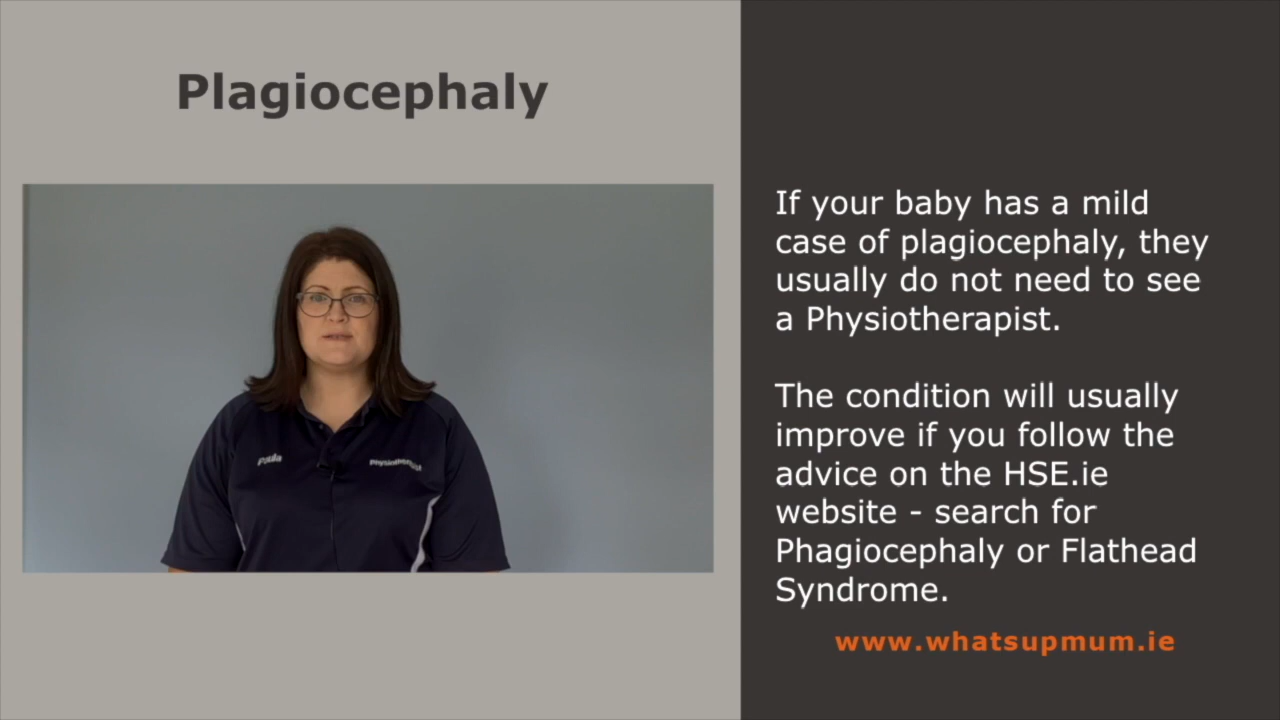 Plagiocephaly
Paula
Physiotherapist
If your baby has a mild
case of plagiocephaly, they
usually do not need to see
a Physiotherapist.
The condition will usually
improve if you follow the
advice on the HSE.ie
website - search for
Phagiocephaly or Flathead
Syndrome.
www.whatsupmum.ie